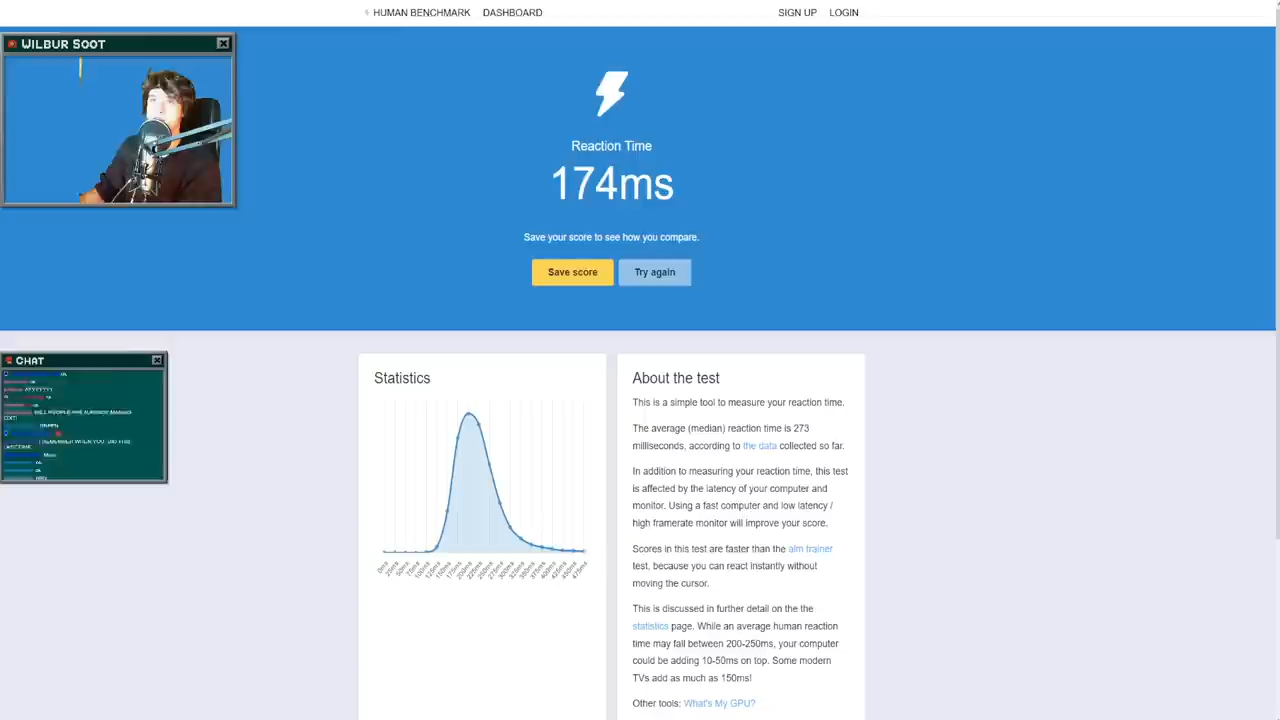 HUMAN BENCHMARK DASHBOARD SIGN UP LOGIN
WILBUR SOOT
Reaction Time
174ms
Save your score to see how you compare.
Save score Try again
CHAT
Statistics
About the test
This is a simple tool to measure your reaction time.
The average (median) reaction time is 273
milliseconds, according to the data collected so far.
In addition to measuring your reaction time, this test
is affected by the latency of your computer and
monitor. Using a fast computer and low latency /
high framerate monitor will improve your score.
Scores in this test are faster than the aim trainer
test, because you can react instantly without
moving the cursor.
This is discussed in further detail on the the
statistics page. While an average human reaction
time may fall between 200-250ms, your computer
could be adding 10-50ms on top. Some modern
TVs add as much as 150ms!
Other tools: What's My GPU?